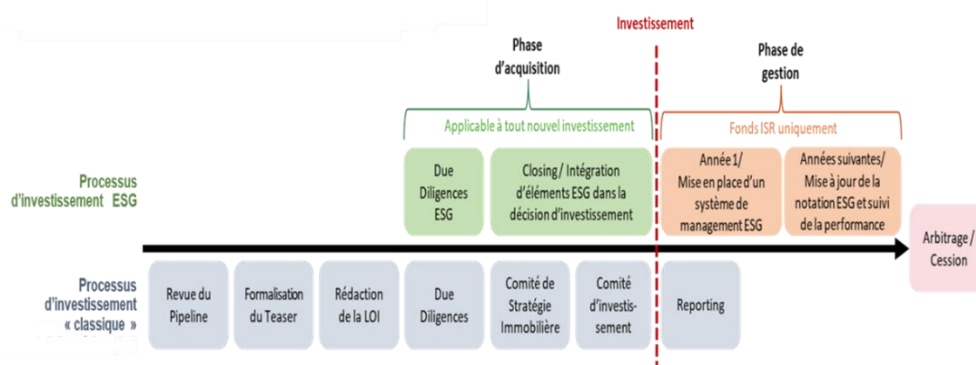 Investissement
Phase
d'acquisition
Phase de
gestion
Applicable à tout nouvel investissement
Fonds ISR uniquement
Processus
d'investissement ESG
Due
Diligences
ESG
Closing / Intégration
d'éléments ESG dans la
décision d'investissement
Année 1/
Mise en place d'un
système de
management ESG
Années suivantes/
Mise à jour de la
notation ESG et suivi
de la performance
Arbitrage /
Cession
Processus
d'investissement
« classique »
Revue du
Pipeline
Formalisation
du Teaser
Rédaction
de la LOI
Due
Diligences
Comité de
Stratégie
Immobilière
Comité
d'investis-
sement
Reporting